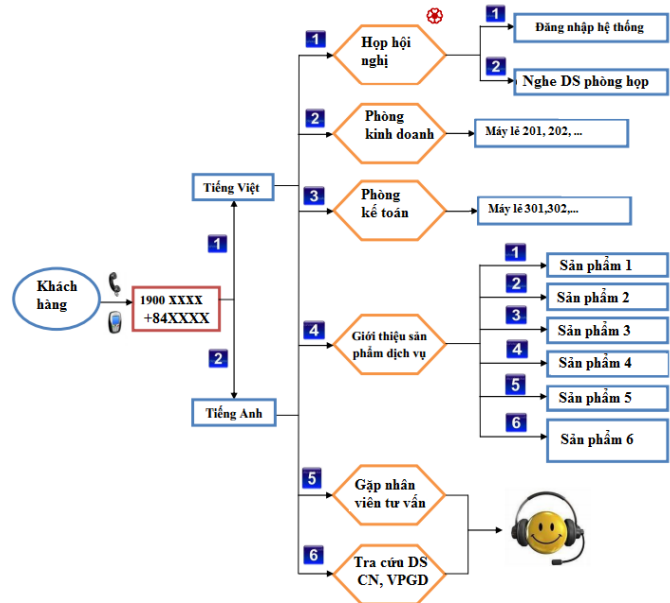 Khách
hàng
1900 XXXX
+84XXXX
1
Tiếng Việt
2
Tiếng Anh
1
Họp hội
nghị
1
Đăng nhập hệ thống
2
Nghe DS phòng họp
2
Phòng
kinh doanh
Máy lẻ 201, 202, ...
3
Phòng
kế toán
Máy lẻ 301,302,...
4
Giới thiệu sản
phẩm dịch vụ
1
Sản phẩm 1
2
Sản phẩm 2
3
Sản phẩm 3
4
Sản phẩm 4
5
Sản phẩm 5
6
Sản phẩm 6
5
Gặp nhân
viên tư vấn
6
Tra cứu DS
CN, VPGD